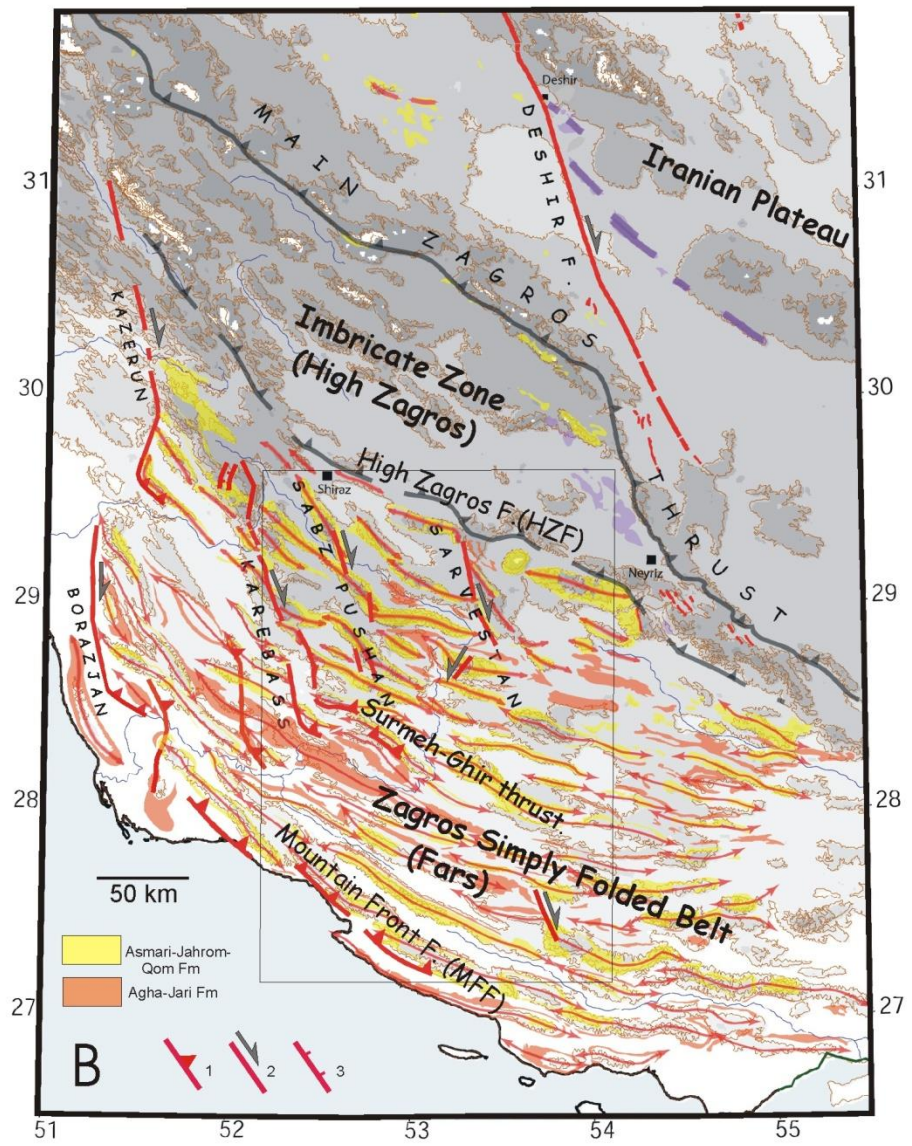 Deshir
MAIN ZAGROS THRUST
DESHIR F.
Iranian Plateau
31
31
KAZERUN
Imbricate Zone
(High Zagros)
30
30
High Zagros F.(HZF)
Shiraz
SABZ PUSHAN
SARVESTAN
Neyriz
29
29
BORAZJAN
KAREBASS
Surmeh-Ghir thrust.
28
28
Zagros Simply Folded Belt
(Fars)
Mountain Front F. (MFF)
50 km
Asmari-Jahrom-
Qom Fm
Agha-Jari Fm
27
27
B
1
2
3
51
52
53
54
55